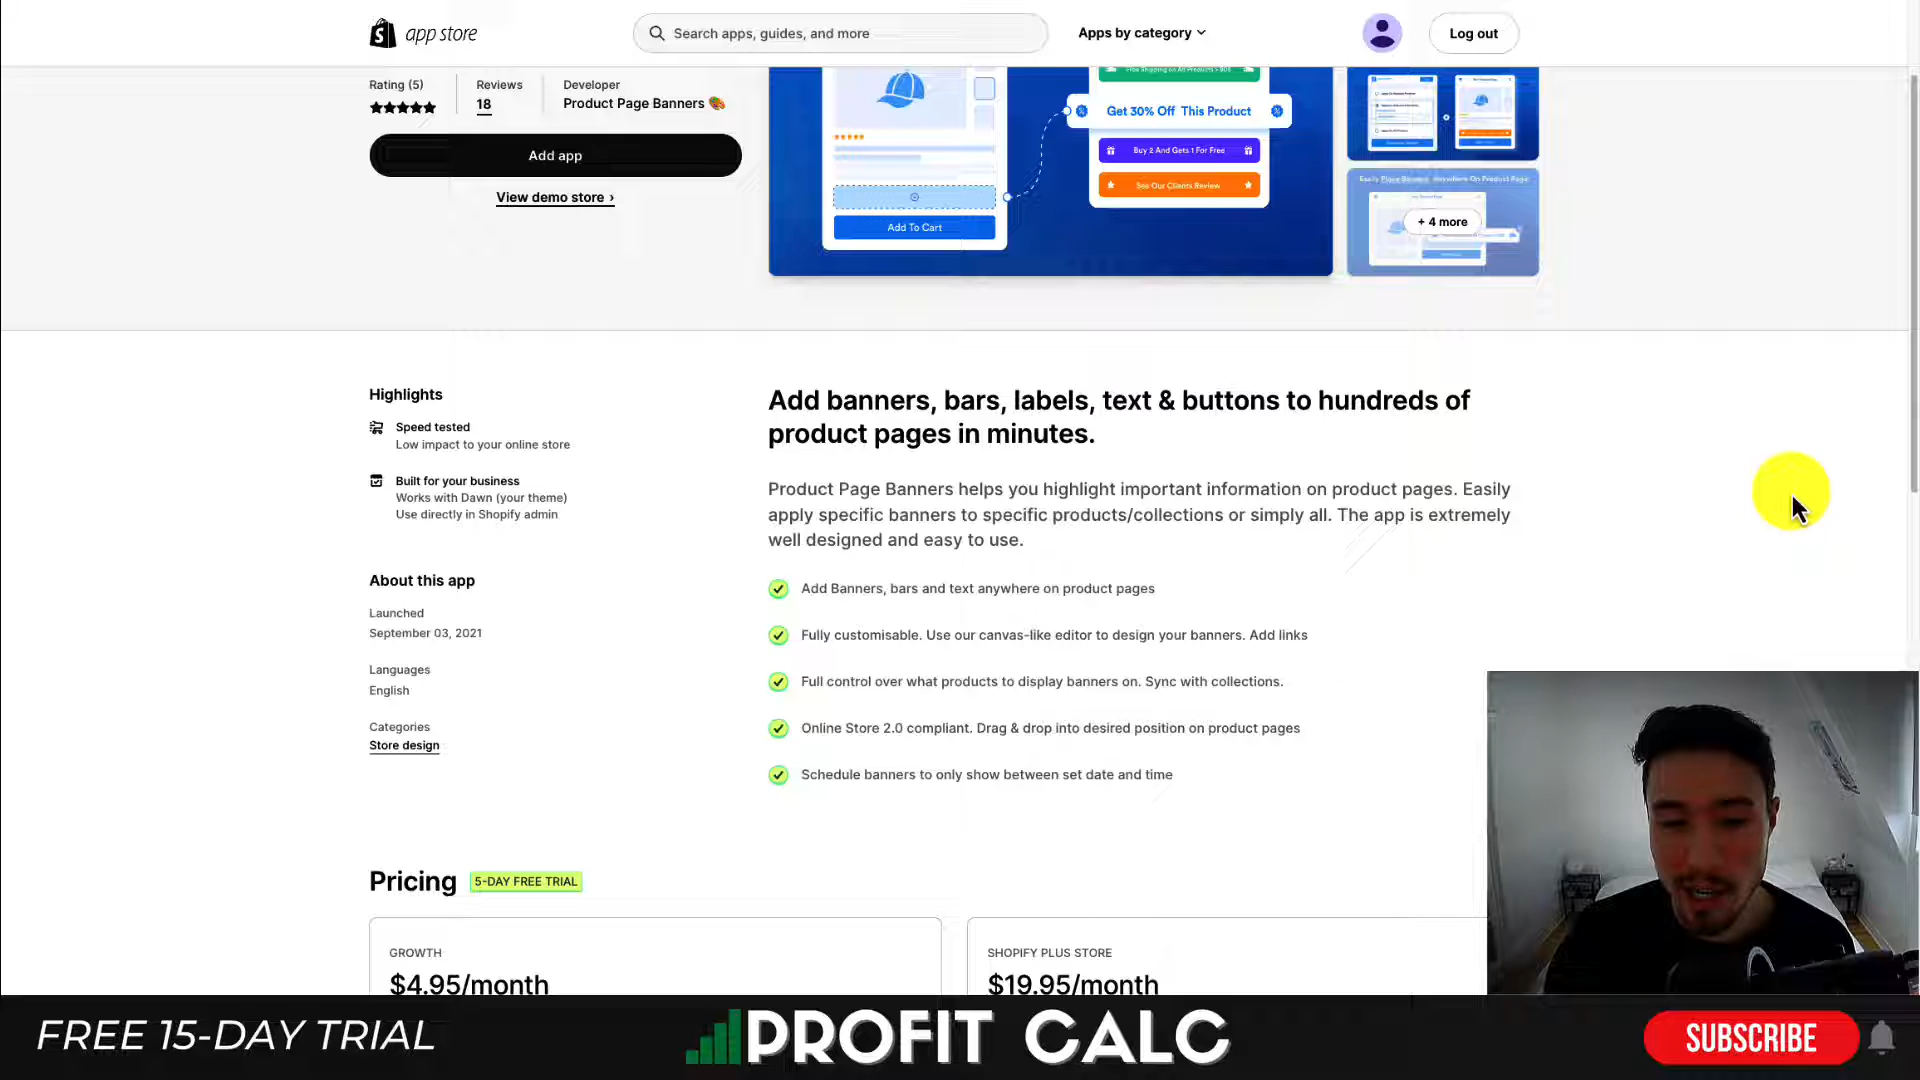 app store
Search apps, guides, and more
Apps by category
Log out
Rating (5)
Reviews
Developer
18
Product Page Banners
Add app
View demo store ›
Add To Cart
Free Shipping on All Products > 90$
Get 30% Off This Product
Buy 2 And Gets 1 For Free
See Our Clients Review
+ 4 more
Highlights
Speed tested
Low impact to your online store
Built for your business
Works with Dawn (your theme)
Use directly in Shopify admin
About this app
Launched
September 03, 2021
Languages
English
Categories
Store design
Add banners, bars, labels, text & buttons to hundreds of
product pages in minutes.
Product Page Banners helps you highlight important information on product pages. Easily
apply specific banners to specific products/collections or simply all. The app is extremely
well designed and easy to use.
Add Banners, bars and text anywhere on product pages
Fully customisable. Use our canvas-like editor to design your banners. Add links
Full control over what products to display banners on. Sync with collections.
Online Store 2.0 compliant. Drag & drop into desired position on product pages
Schedule banners to only show between set date and time
Pricing
5-DAY FREE TRIAL
GROWTH
$4.95/month
SHOPIFY PLUS STORE
$19.95/month
FREE 15-DAY TRIAL
PROFIT CALC
SUBSCRIBE